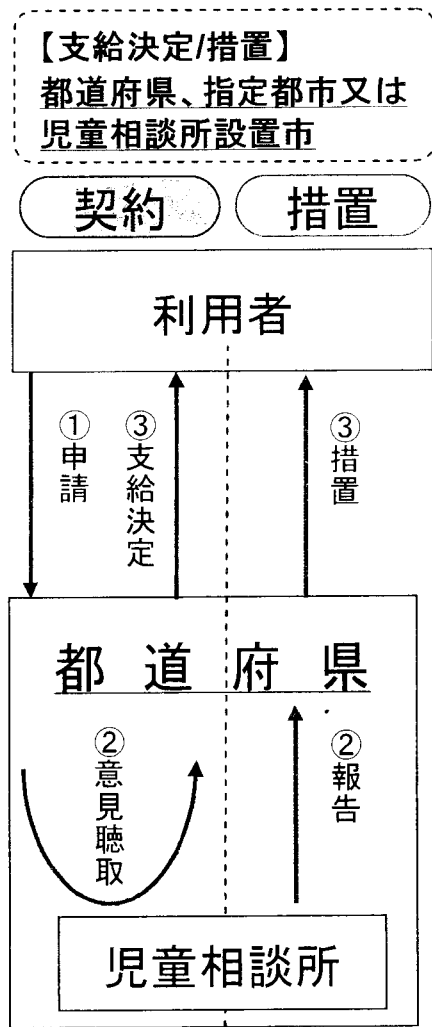 【支給決定/措置】
都道府県、指定都市又は
児童相談所設置市
契約
措置
利用者
①申請
③支給決定
③措置
都道府県
②意見聴取
②報告
児童相談所